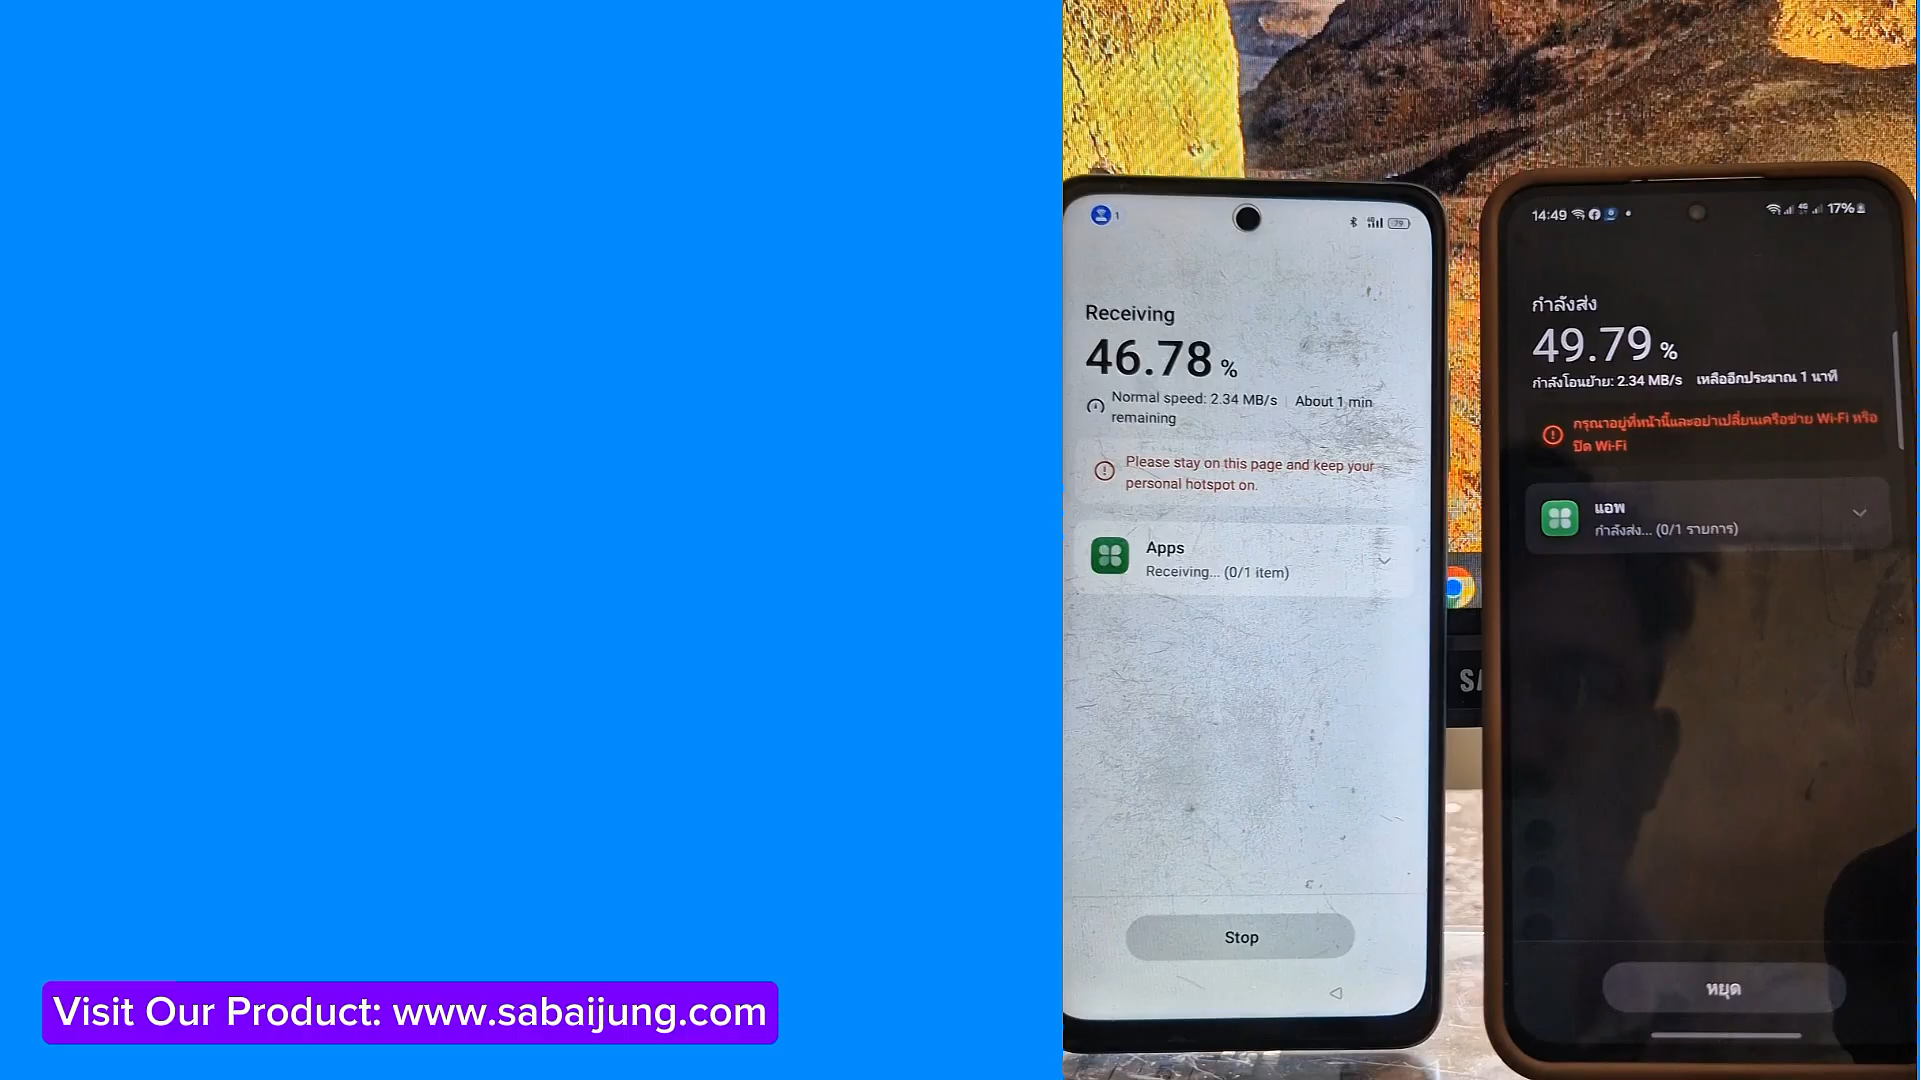 Visit Our Product: www.sabaijung.com
1
79
Receiving
46.78 %
Normal speed: 2.34 MB/s | About 1 min
remaining
Please stay on this page and keep your
personal hotspot on.
Apps
Receiving... (0/1 item)
Stop
14:49
4G
17%
กำลังส่ง
49.79 %
กำลังโอนย้าย: 2.34 MB/s เหลืออีกประมาณ 1 นาที
กรุณาอยู่ที่หน้านี้และอย่าเปลี่ยนเครือข่าย Wi-Fi หรือ
ปิด Wi-Fi
แอพ
กำลังส่ง... (0/1 รายการ)
หยุด
SA